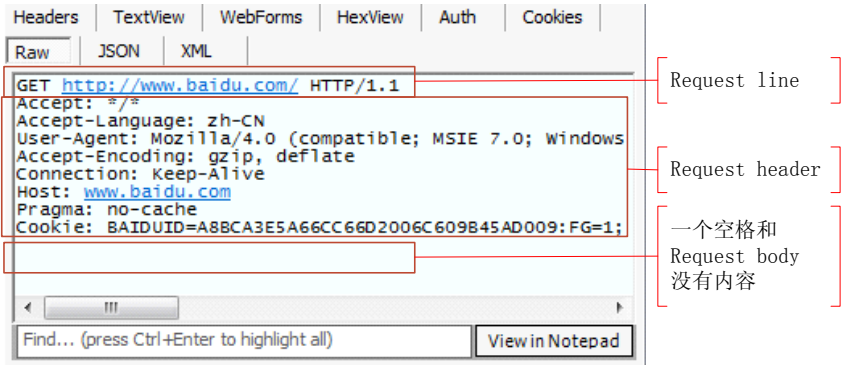 Headers TextView WebForms HexView Auth Cookies
Raw JSON XML
GET http://www.baidu.com/ HTTP/1.1
Accept: */*
Accept-Language: zh-CN
User-Agent: Mozilla/4.0 (compatible; MSIE 7.0; Windows
Accept-Encoding: gzip, deflate
Connection: Keep-Alive
Host: www.baidu.com
Pragma: no-cache
Cookie: BAIDUID=A8BCA3E5A66CC66D2006C609B45AD009:FG=1;
Find... (press Ctrl+Enter to highlight all) View in Notepad
Request line
Request header
一个空格和
Request body
没有内容